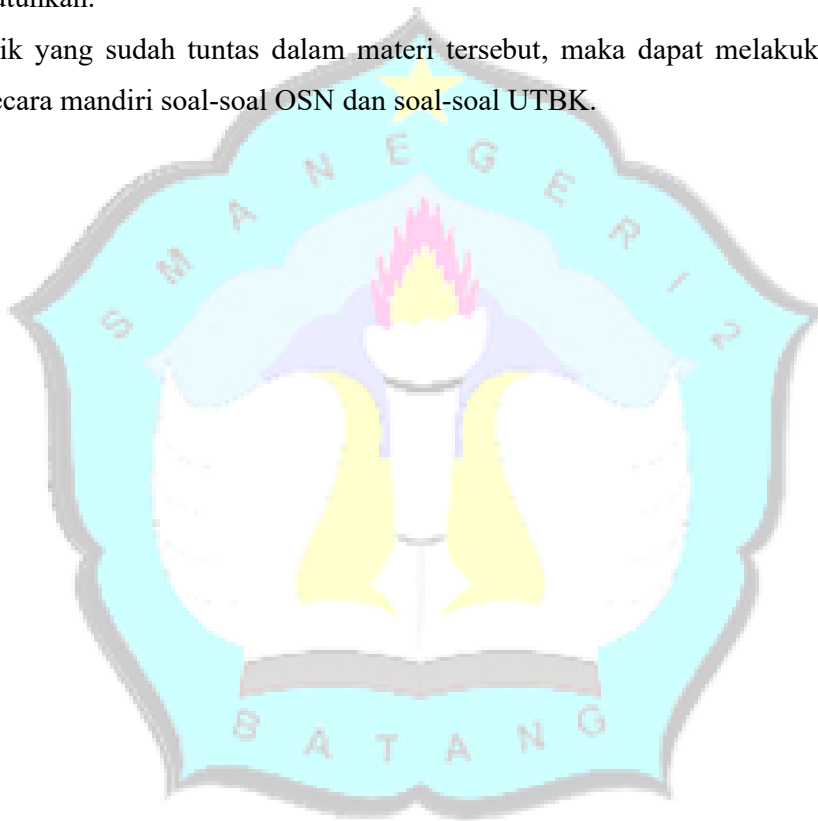 ik yang sudah tuntas dalam materi tersebut, maka dapat melakuk
ecara mandiri soal-soal OSN dan soal-soal UTBK.
SMA NEGERI 2
BATANG